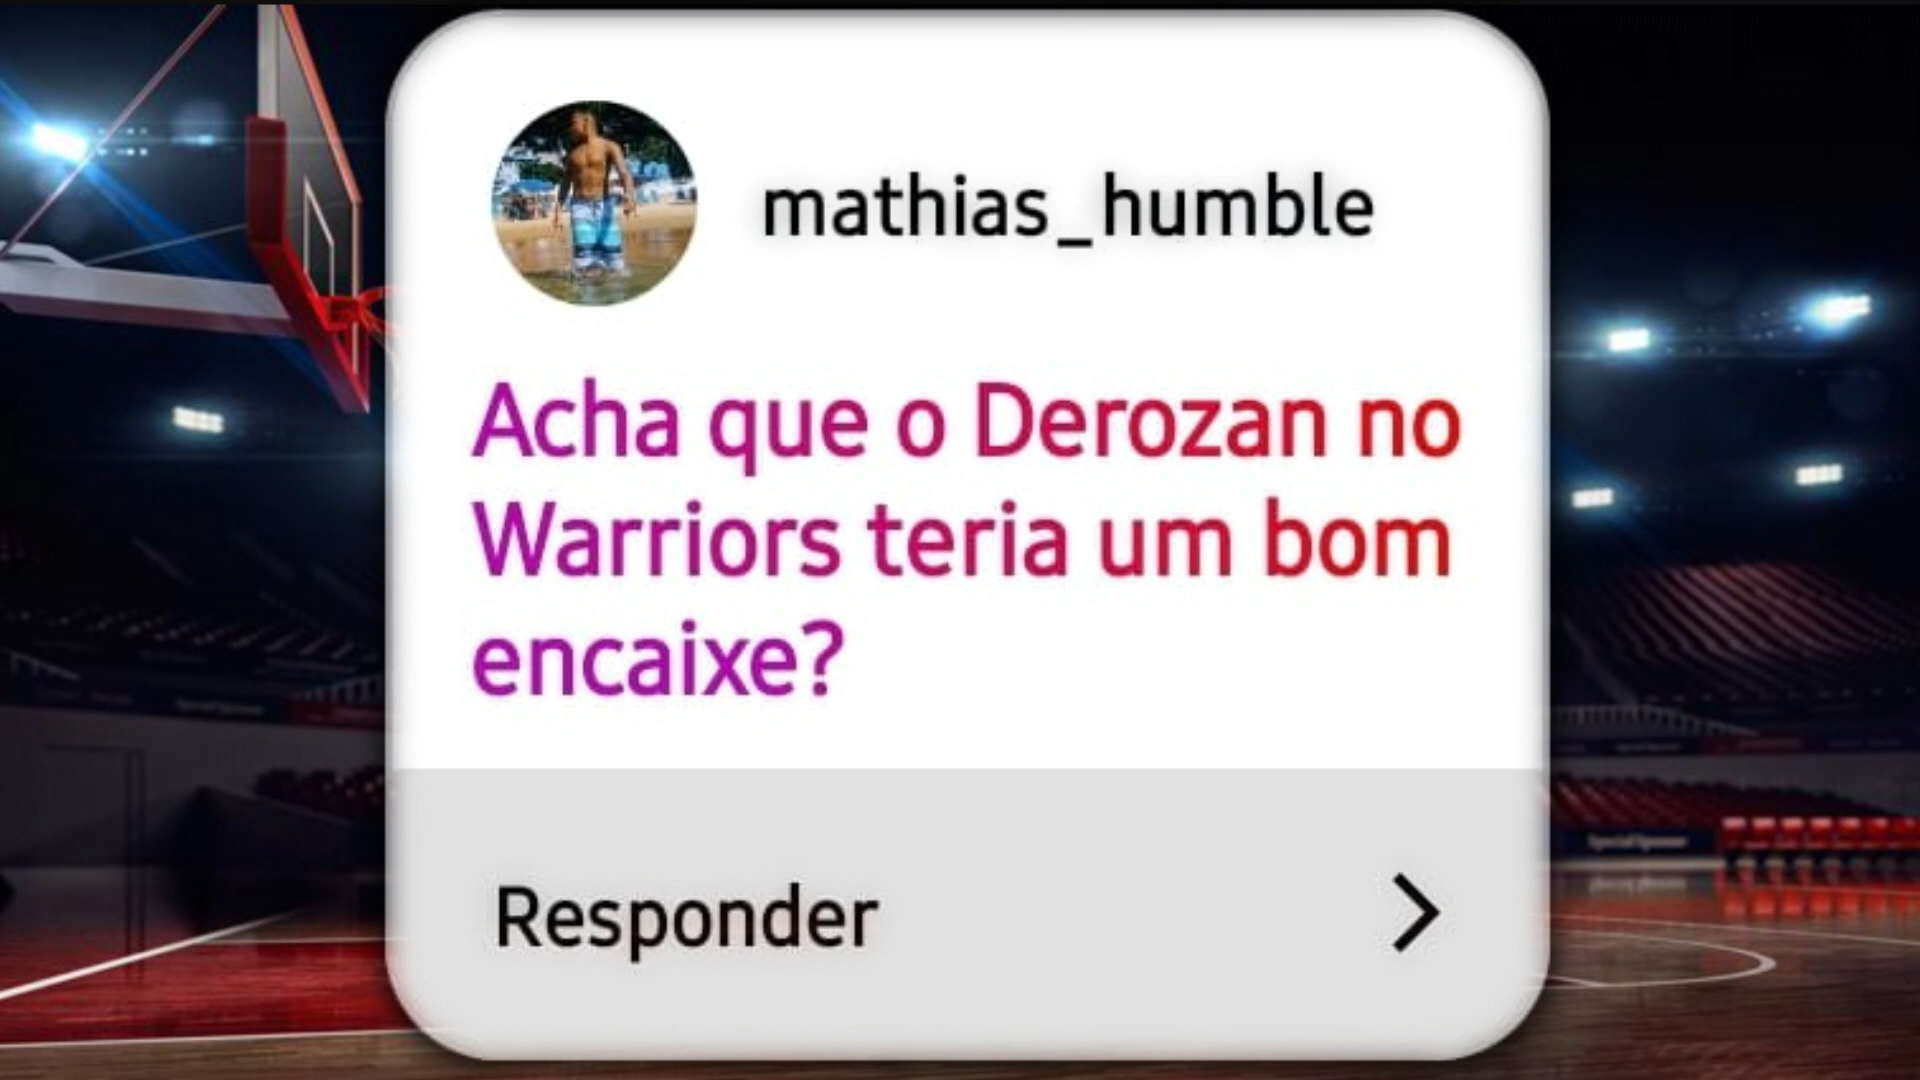 mathias_humble
Acha que o Derozan no
Warriors teria um bom
encaixe?
Responder